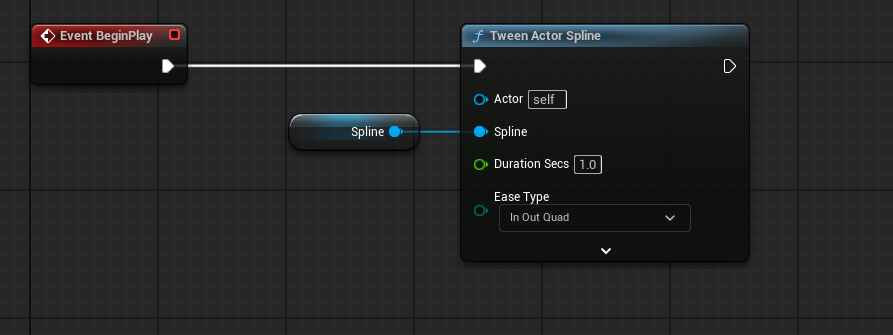 Event BeginPlay
Tween Actor Spline
Actor self
Spline
Spline
Duration Secs 1.0
Ease Type
In Out Quad